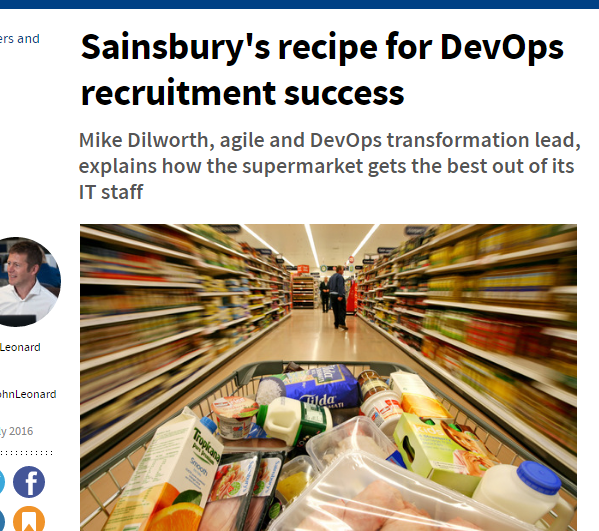 ers and
Sainsbury's recipe for DevOps
recruitment success
Mike Dilworth, agile and DevOps transformation lead,
explains how the supermarket gets the best out of its
IT staff
Leonard
ohnLeonard
y 2016
Tilda
Tropicana
Smooth
f